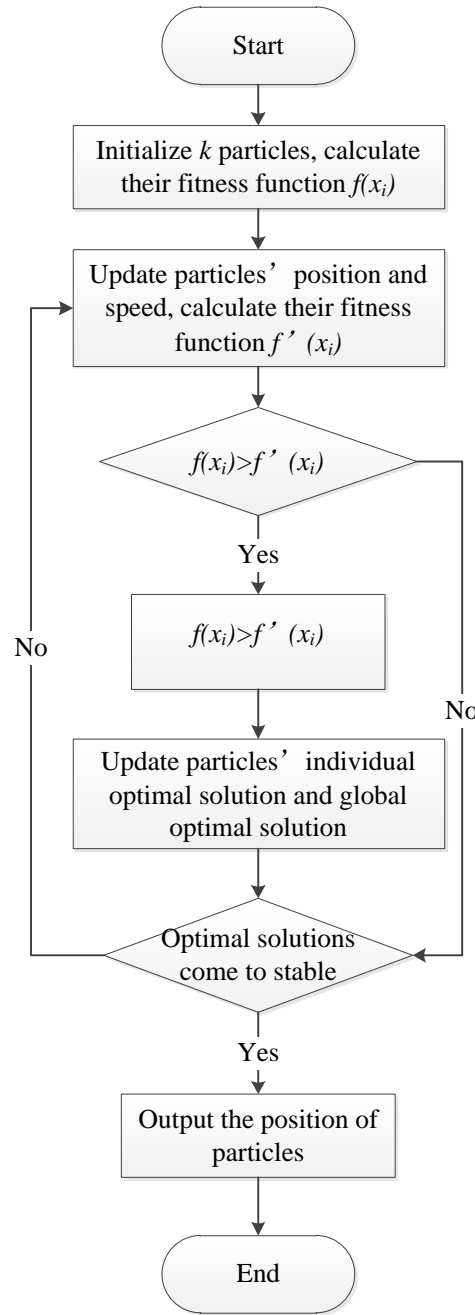 Start
Initialize k particles, calculate
their fitness function f(xi)
Update particles’ position and
speed, calculate their fitness
function f’ (xi)
f(xi)>f’ (xi)
Yes
f(xi)>f’ (xi)
No
No
Update particles’ individual
optimal solution and global
optimal solution
Optimal solutions
come to stable
Yes
Output the position of
particles
End